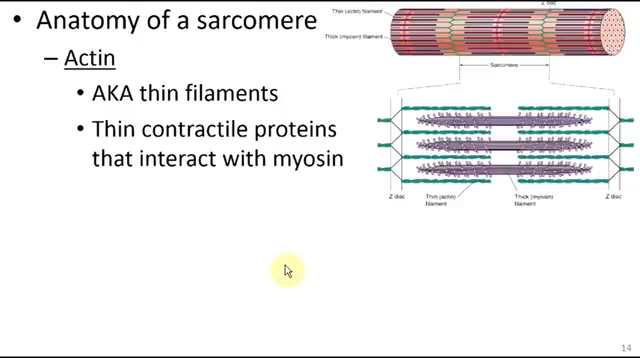 • Anatomy of a sarcomere
– Actin
• AKA thin filaments
• Thin contractile proteins
that interact with myosin
Z disc
Thin (actin) filament
Thick (myosin) filament
Sarcomere
Z disc
Thin (actin)
filament
Thick (myosin)
filament
Z disc
14